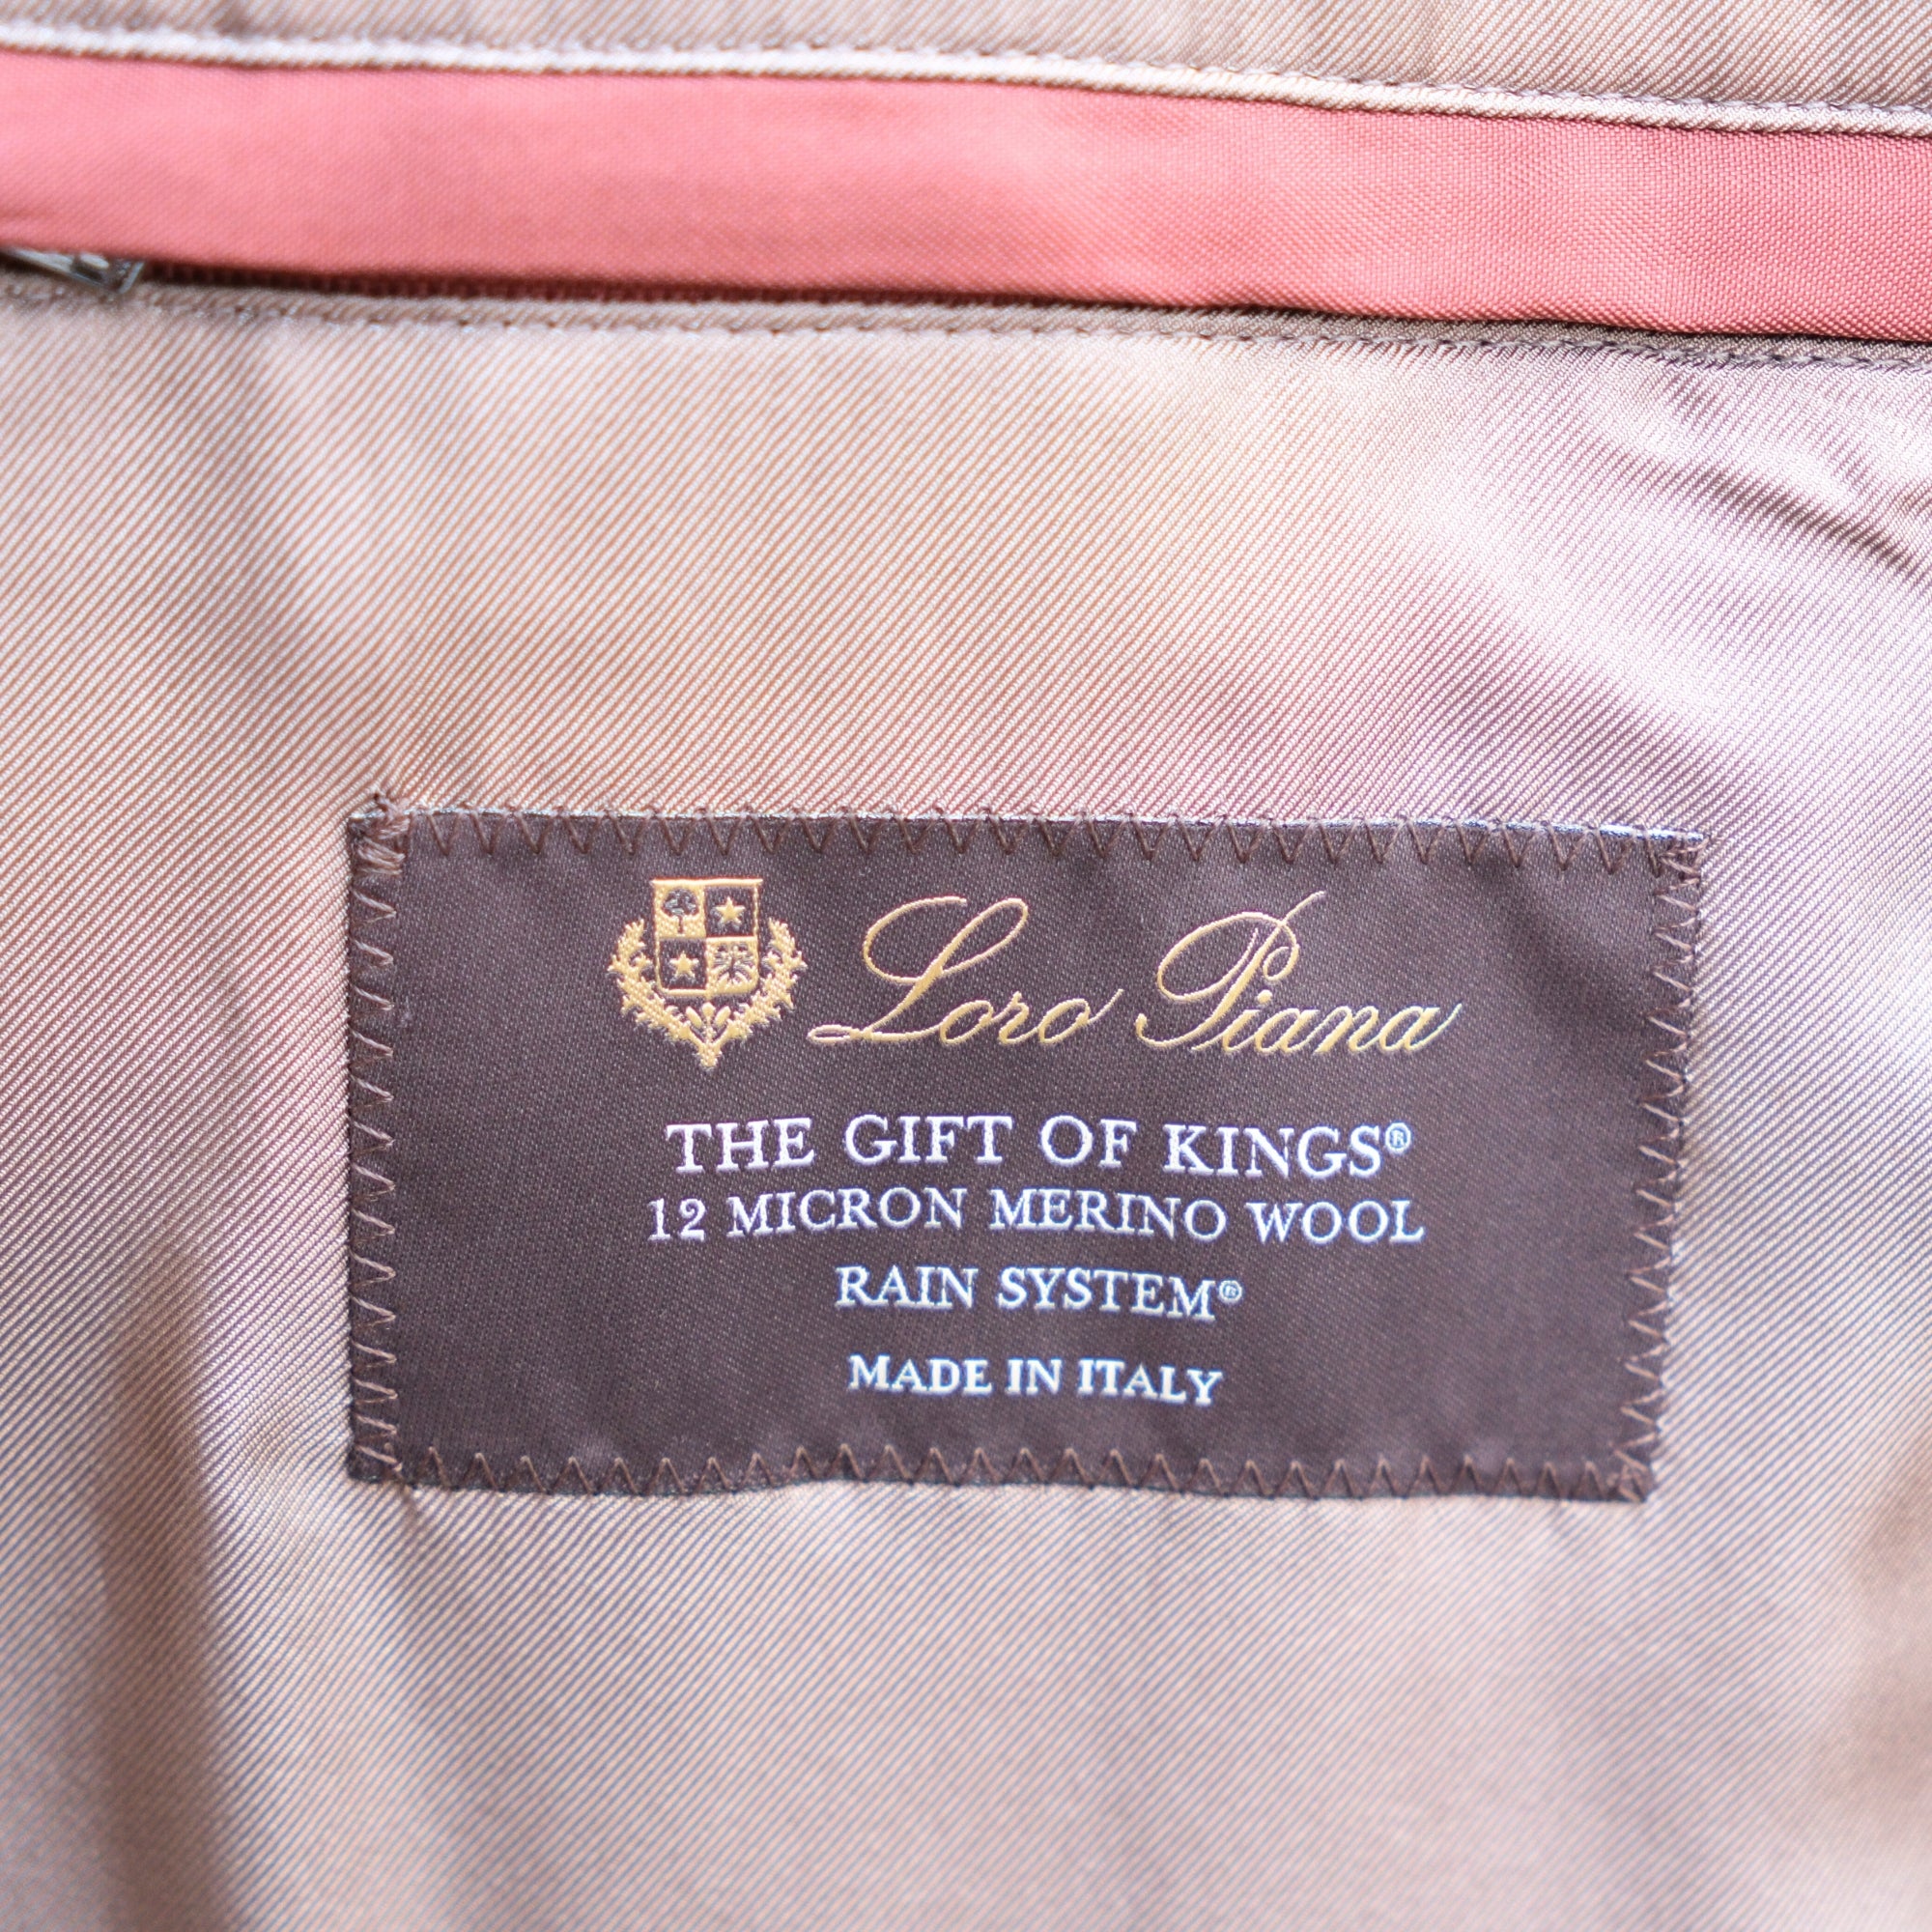 Loro Piana
THE GIFT OF KINGS®
12 MICRON MERINO WOOL
RAIN SYSTEM®
MADE IN ITALY